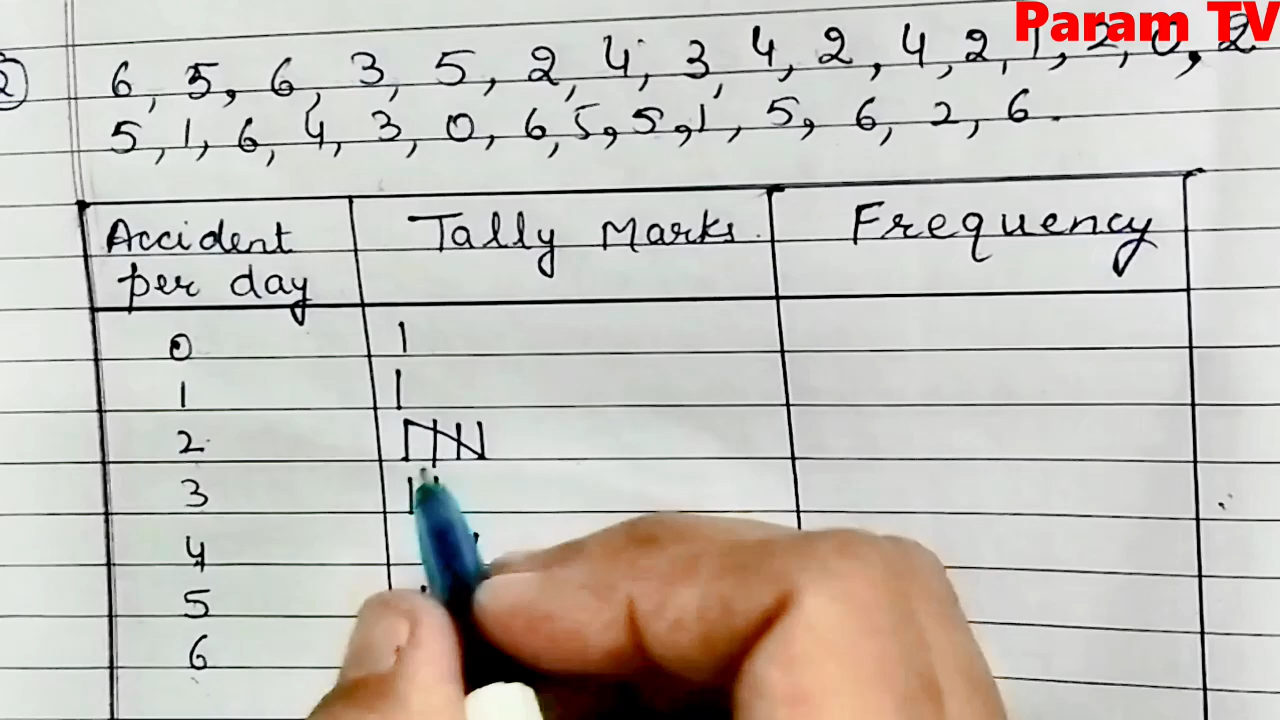 Param TV
2 6, 5, 6, 3, 5, 2, 4, 3, 4, 2, 4, 2, 1, 2, 0, 2
5, 1, 6, 4, 3, 0, 6, 5, 5, 1, 5, 6, 2, 6.
Accident per day Tally Marks. Frequency
0 |
1 |
2 ||||
3 ||
4
5
6